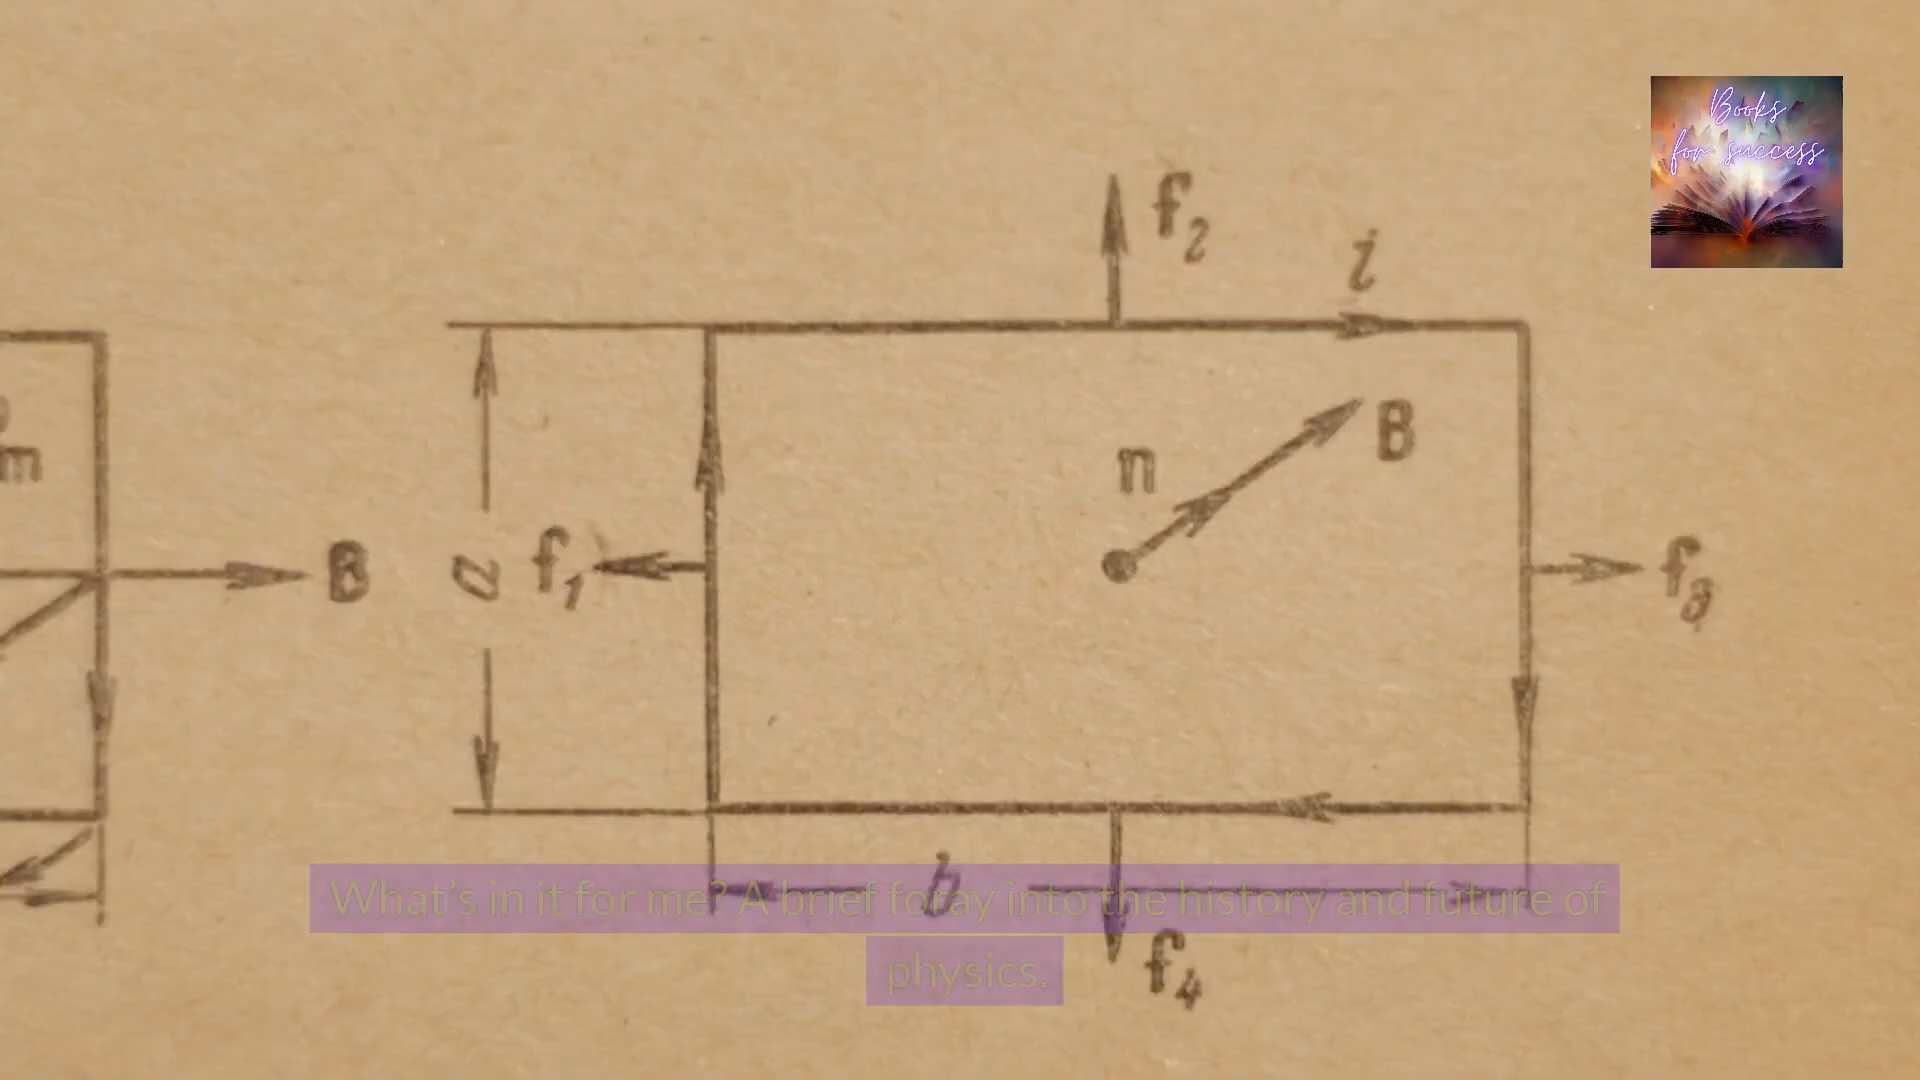 Books
for success
f2
i
m
n
B
B
a
f1
f3
What's in it for me? A brief foray into the history and future of
b
physics.
f4